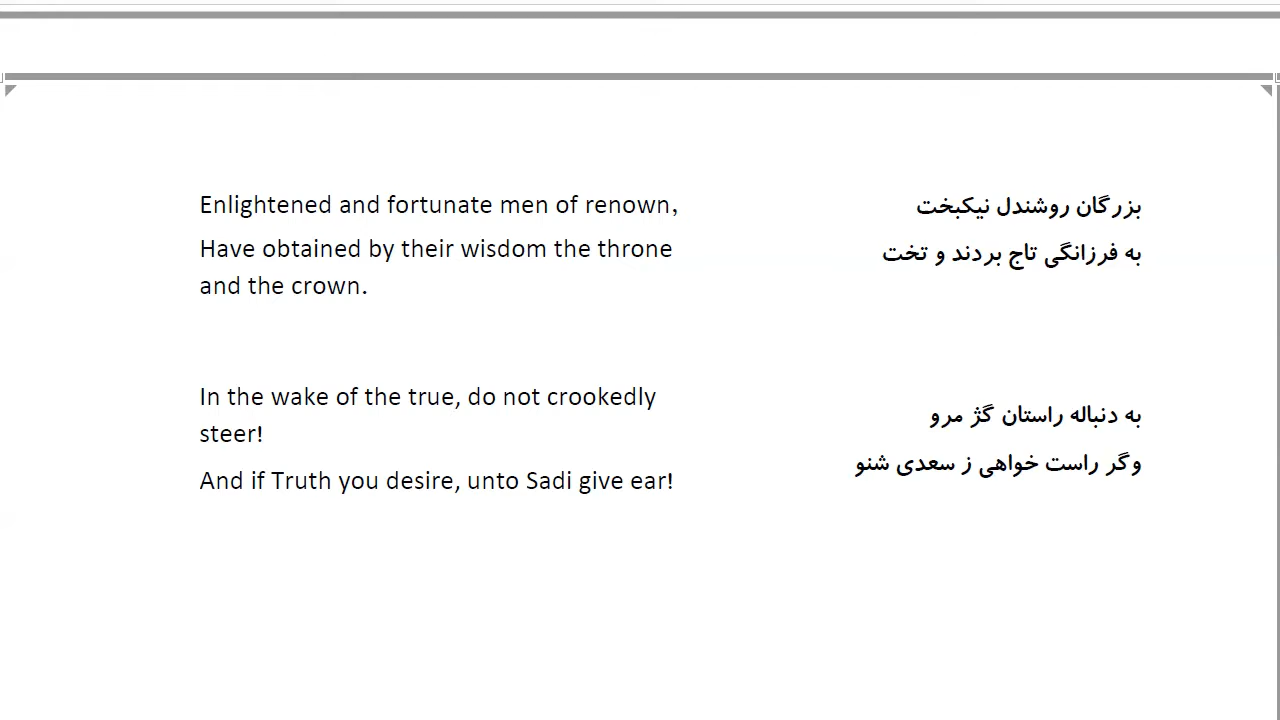 Enlightened and fortunate men of renown,
Have obtained by their wisdom the throne
and the crown.
In the wake of the true, do not crookedly
steer!
And if Truth you desire, unto Sadi give ear!
بزرگان روشندل نیکبخت
به فرزانگی تاج بردند و تخت
به دنباله راستان گژ مرو
وگر راست خواهی ز سعدی شنو